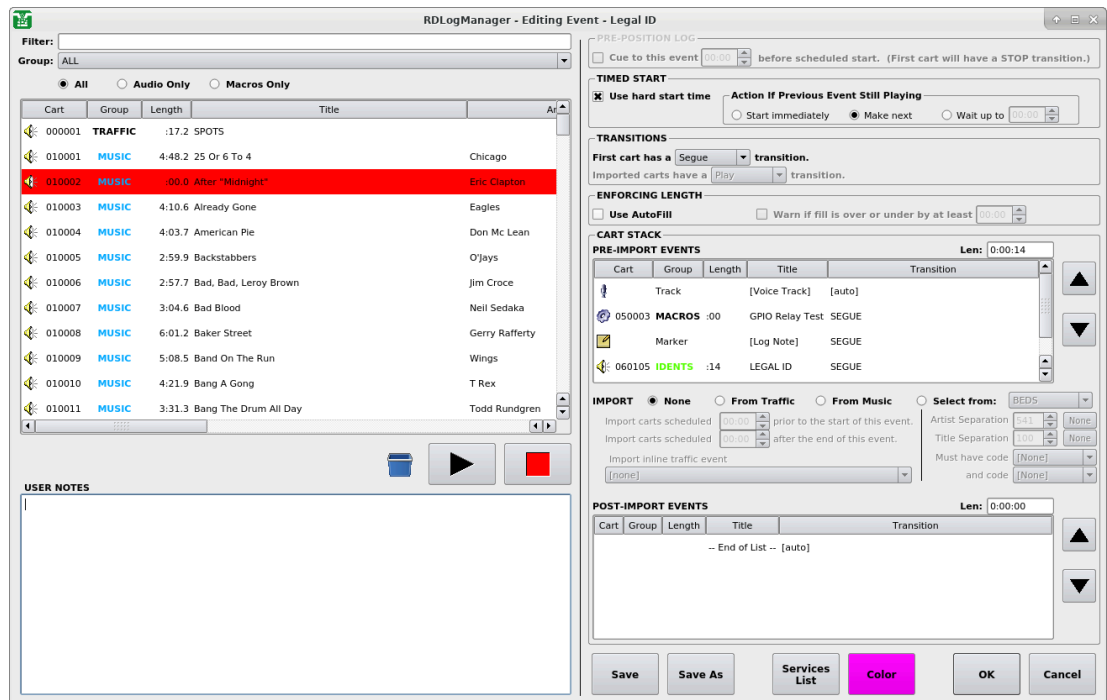 RDLogManager - Editing Event - Legal ID
Filter:
Group: ALL
All Audio Only Macros Only
Cart Group Length Title Ar
000001 TRAFFIC :17.2 SPOTS
010001 MUSIC 4:48.2 25 Or 6 To 4 Chicago
010002 MUSIC :00.0 After "Midnight" Eric Clapton
010003 MUSIC 4:10.6 Already Gone Eagles
010004 MUSIC 4:03.7 American Pie Don Mc Lean
010005 MUSIC 2:59.9 Backstabbers O'Jays
010006 MUSIC 2:57.7 Bad, Bad, Leroy Brown Jim Croce
010007 MUSIC 3:04.6 Bad Blood Neil Sedaka
010008 MUSIC 6:01.2 Baker Street Gerry Rafferty
010009 MUSIC 5:08.5 Band On The Run Wings
010010 MUSIC 4:21.9 Bang A Gong T Rex
010011 MUSIC 3:31.3 Bang The Drum All Day Todd Rundgren
USER NOTES
PRE-POSITION LOG
Cue to this event 00:00 before scheduled start. (First cart will have a STOP transition.)
TIMED START
Use hard start time
Action If Previous Event Still Playing
Start immediately Make next Wait up to 00:00
TRANSITIONS
First cart has a Segue transition.
Imported carts have a Play transition.
ENFORCING LENGTH
Use AutoFill Warn if fill is over or under by at least 00:00
CART STACK
PRE-IMPORT EVENTS Len: 0:00:14
Cart Group Length Title Transition
Track [Voice Track] [auto]
050003 MACROS :00 GPIO Relay Test SEGUE
Marker [Log Note] SEGUE
060105 IDENTS :14 LEGAL ID SEGUE
IMPORT None From Traffic From Music Select from: BEDS
Import carts scheduled 00:00 prior to the start of this event.
Import carts scheduled 00:00 after the end of this event.
Import inline traffic event
[none]
Artist Separation 541 None
Title Separation 100 None
Must have code [None]
and code [None]
POST-IMPORT EVENTS Len: 0:00:00
Cart Group Length Title Transition
-- End of List -- [auto]
Save Save As Services List Color OK Cancel